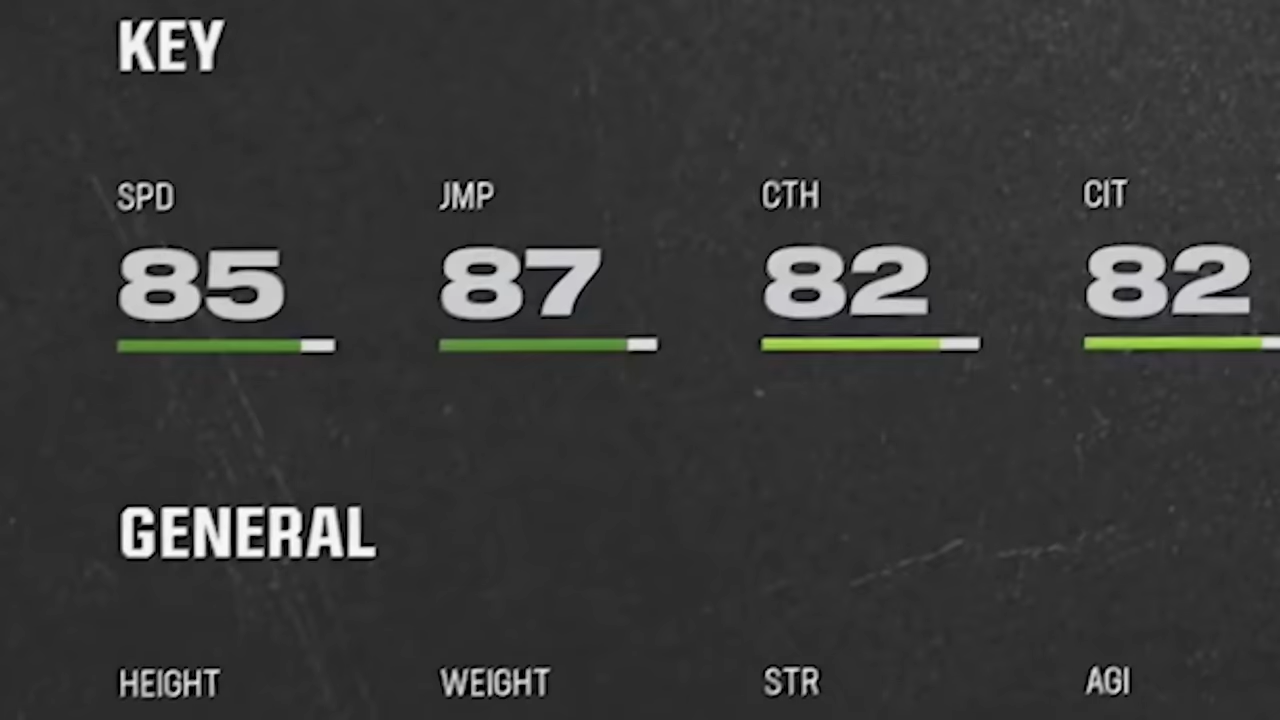 KEY
SPD JMP CTH CIT
85 87 82 82
GENERAL
HEIGHT WEIGHT STR AGI